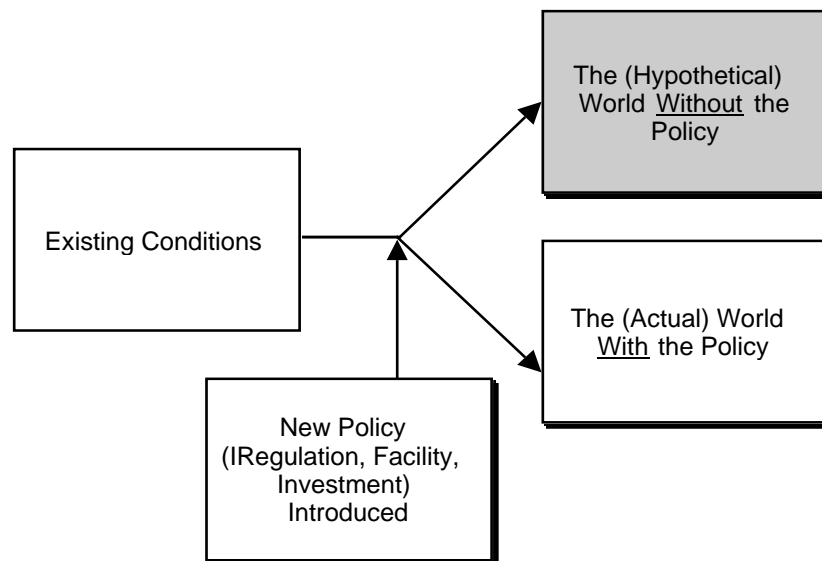 The (Hypothetical)
World Without the
Policy
Existing Conditions
The (Actual) World
With the Policy
New Policy
(IRegulation, Facility,
Investment)
Introduced